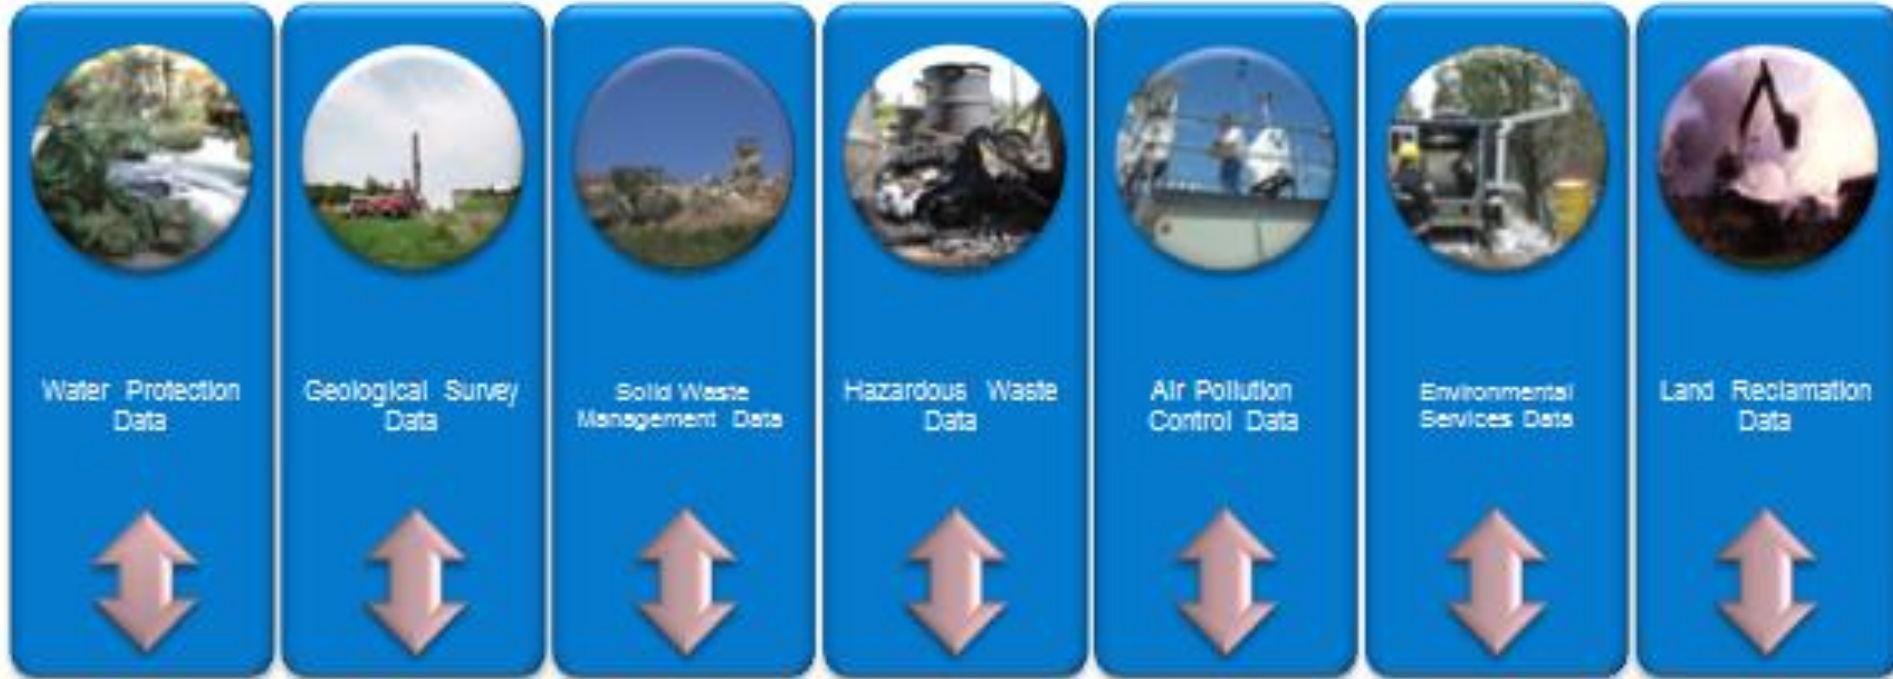 Water Protection
Data
Geological Survey
Data
Solid Waste
Management Data
Hazardous Waste
Data
Air Pollution
Control Data
Environmental
Services Data
Land Reclamation
Data